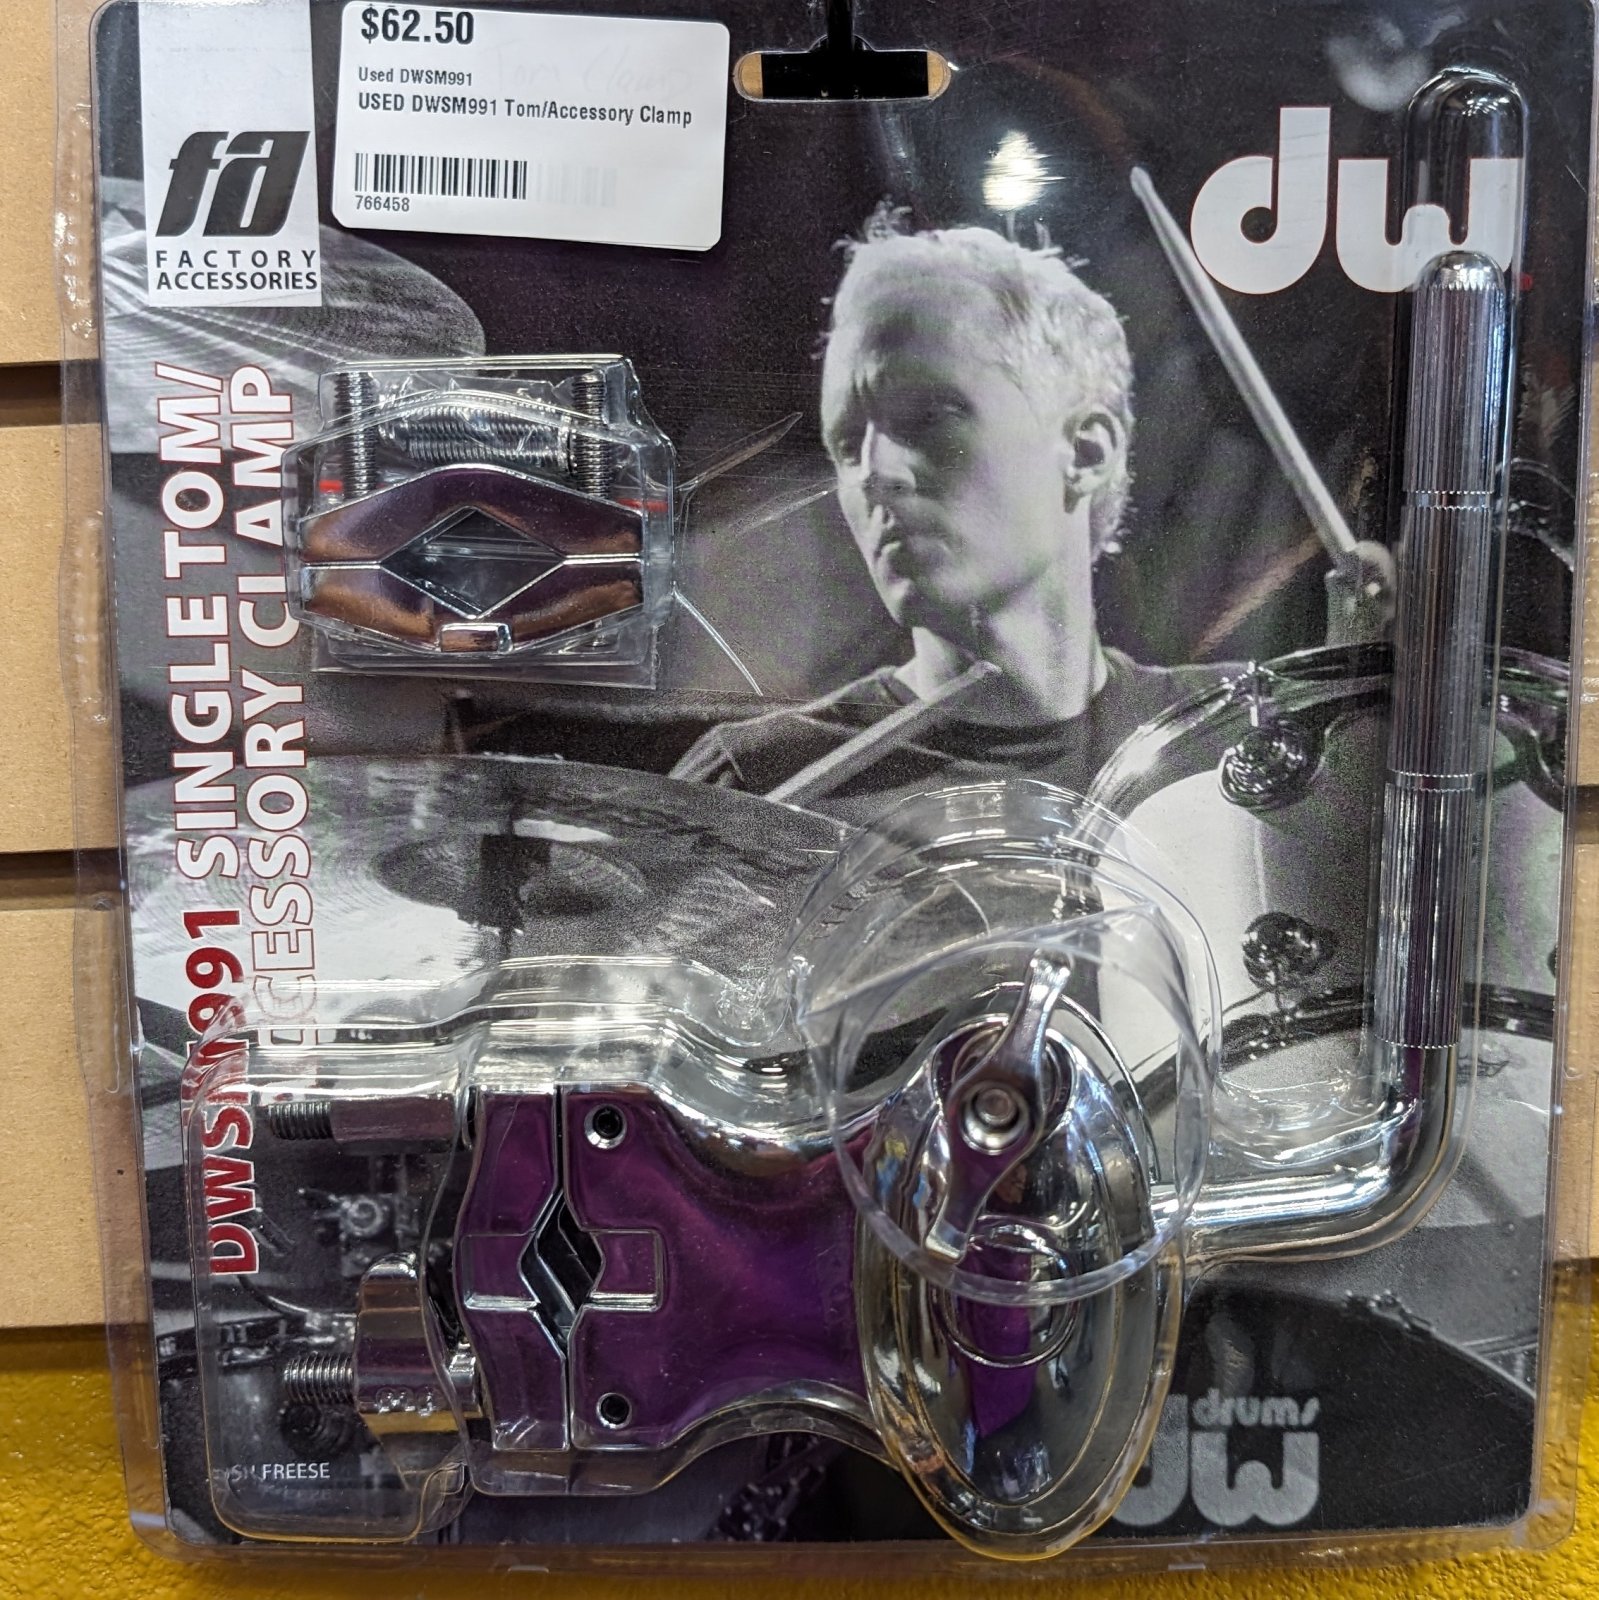 $62.50
Used DWSM991
USED DWSM991 Tom/Accessory Clamp
766458
fa
FACTORY
ACCESSORIES
dw
DWSM991 SINGLE TOM/
ACCESSORY CLAMP
FREESE
drums
dw